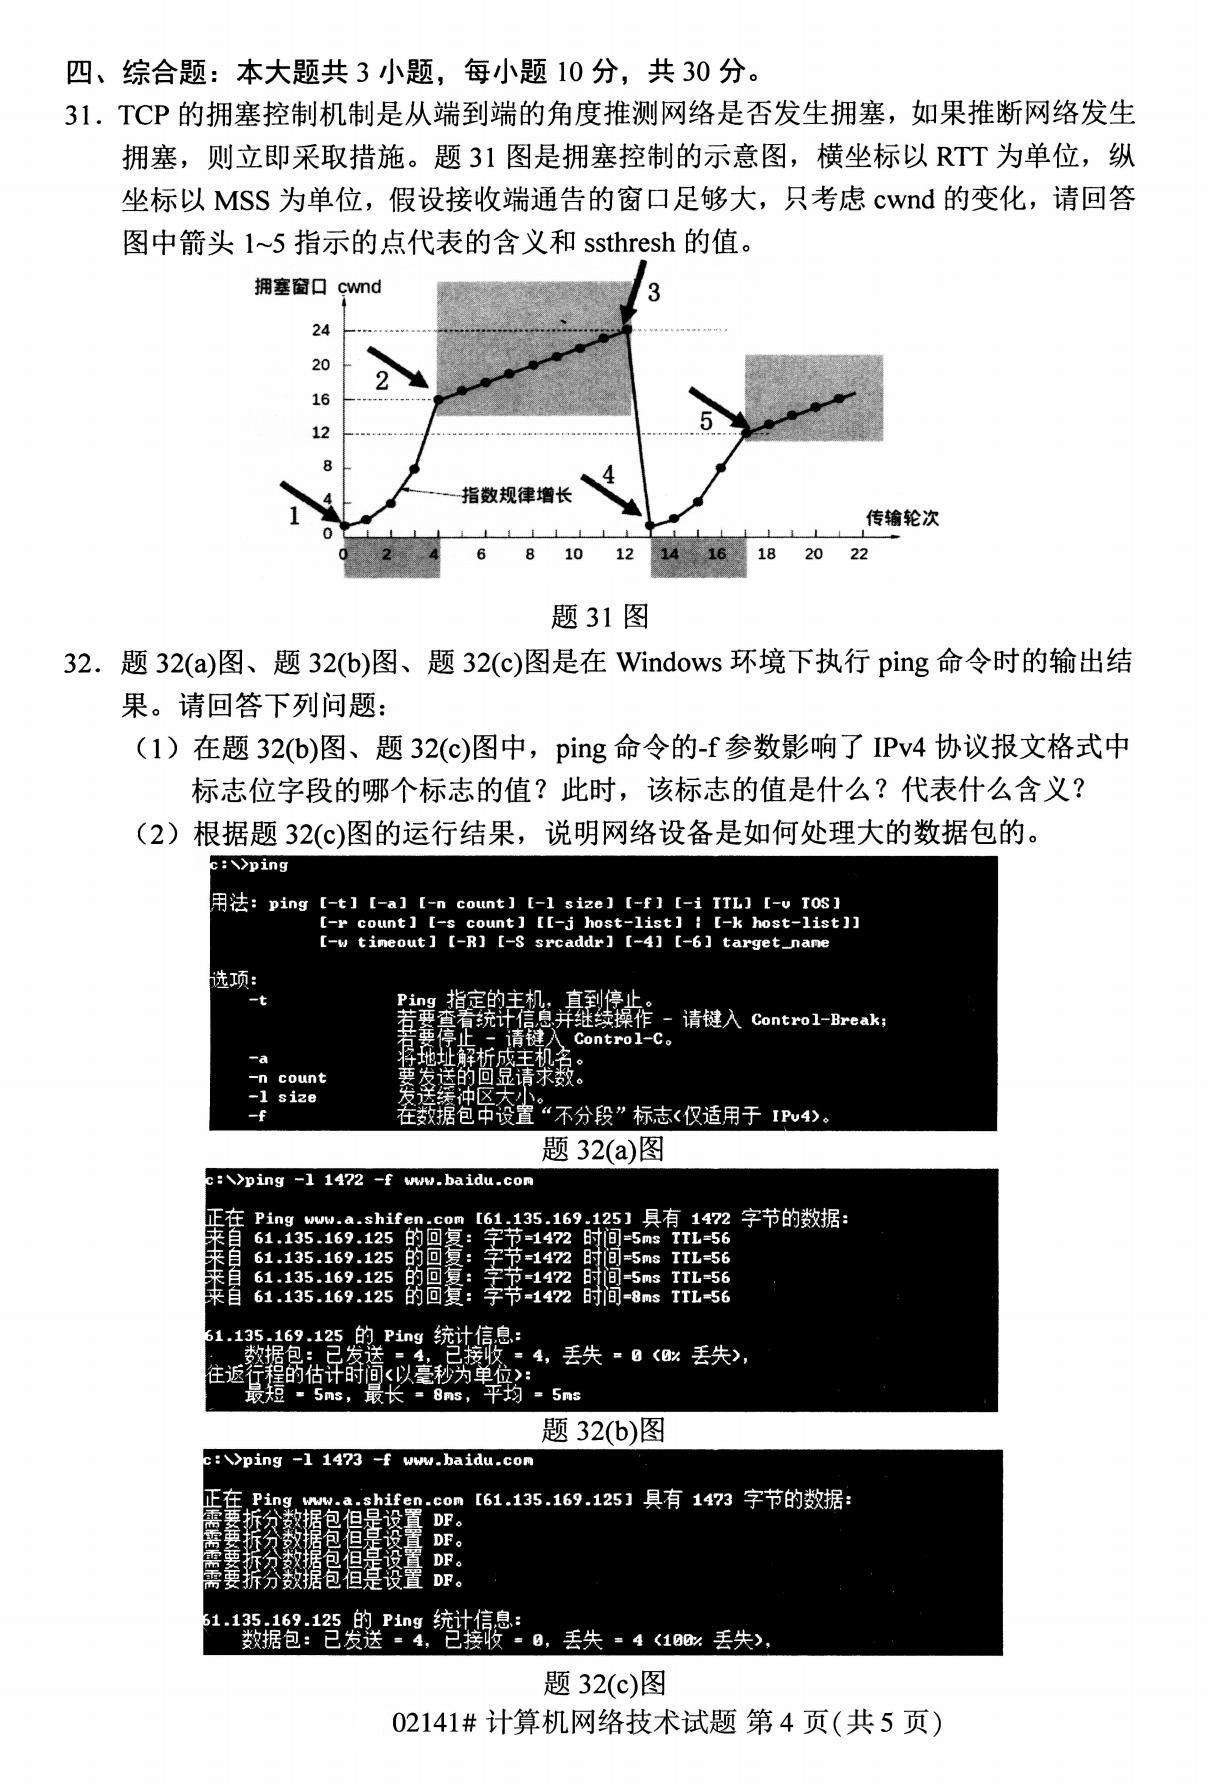 四、综合题：本大题共 3 小题，每小题 10 分，共 30 分。
31．TCP 的拥塞控制机制是从端到端的角度推测网络是否发生拥塞，如果推断网络发生
拥塞，则立即采取措施。题 31 图是拥塞控制的示意图，横坐标以 RTT 为单位，纵
坐标以 MSS 为单位，假设接收端通告的窗口足够大，只考虑 cwnd 的变化，请回答
图中箭头 1~5 指示的点代表的含义和 ssthresh 的值。
拥塞窗口 cwnd
3
24
20
2
16
5
12
8
4
指数规律增长
4
1
传输轮次
0
0 2 4 6 8 10 12 14 16 18 20 22
题 31 图
32．题 32(a)图、题 32(b)图、题 32(c)图是在 Windows 环境下执行 ping 命令时的输出结
果。请回答下列问题：
（1）在题 32(b)图、题 32(c)图中，ping 命令的-f 参数影响了 IPv4 协议报文格式中
标志位字段的哪个标志的值？此时，该标志的值是什么？代表什么含义？
（2）根据题 32(c)图的运行结果，说明网络设备是如何处理大的数据包的。
c:\>ping
用法: ping [-t] [-a] [-n count] [-l size] [-f] [-i TTL] [-v TOS]
[-r count] [-s count] [[-j host-list] ¦ [-k host-list]]
[-w timeout] [-R] [-S srcaddr] [-4] [-6] target_name
选项:
-t Ping 指定的主机，直到停止。
若要查看统计信息并继续操作 - 请键入 Control-Break;
若要停止 - 请键入 Control-C。
-a 将地址解析成主机名。
-n count 要发送的回显请求数。
-l size 发送缓冲区大小。
-f 在数据包中设置“不分段”标志<仅适用于 IPv4>。
题 32(a)图
c:\>ping -l 1472 -f www.baidu.com
正在 Ping www.a.shifen.com [61.135.169.125] 具有 1472 字节的数据:
来自 61.135.169.125 的回复: 字节=1472 时间=5ms TTL=56
来自 61.135.169.125 的回复: 字节=1472 时间=5ms TTL=56
来自 61.135.169.125 的回复: 字节=1472 时间=5ms TTL=56
来自 61.135.169.125 的回复: 字节=1472 时间=8ms TTL=56
61.135.169.125 的 Ping 统计信息:
数据包: 已发送 = 4，已接收 = 4，丢失 = 0 <0% 丢失>，
往返行程的估计时间<以毫秒为单位>:
最短 = 5ms，最长 = 8ms，平均 = 5ms
题 32(b)图
c:\>ping -l 1473 -f www.baidu.com
正在 Ping www.a.shifen.com [61.135.169.125] 具有 1473 字节的数据:
需要拆分数据包但是设置 DF。
需要拆分数据包但是设置 DF。
需要拆分数据包但是设置 DF。
需要拆分数据包但是设置 DF。
61.135.169.125 的 Ping 统计信息:
数据包: 已发送 = 4，已接收 = 0，丢失 = 4 <100% 丢失>，
题 32(c)图
02141# 计算机网络技术试题 第 4 页(共 5 页)